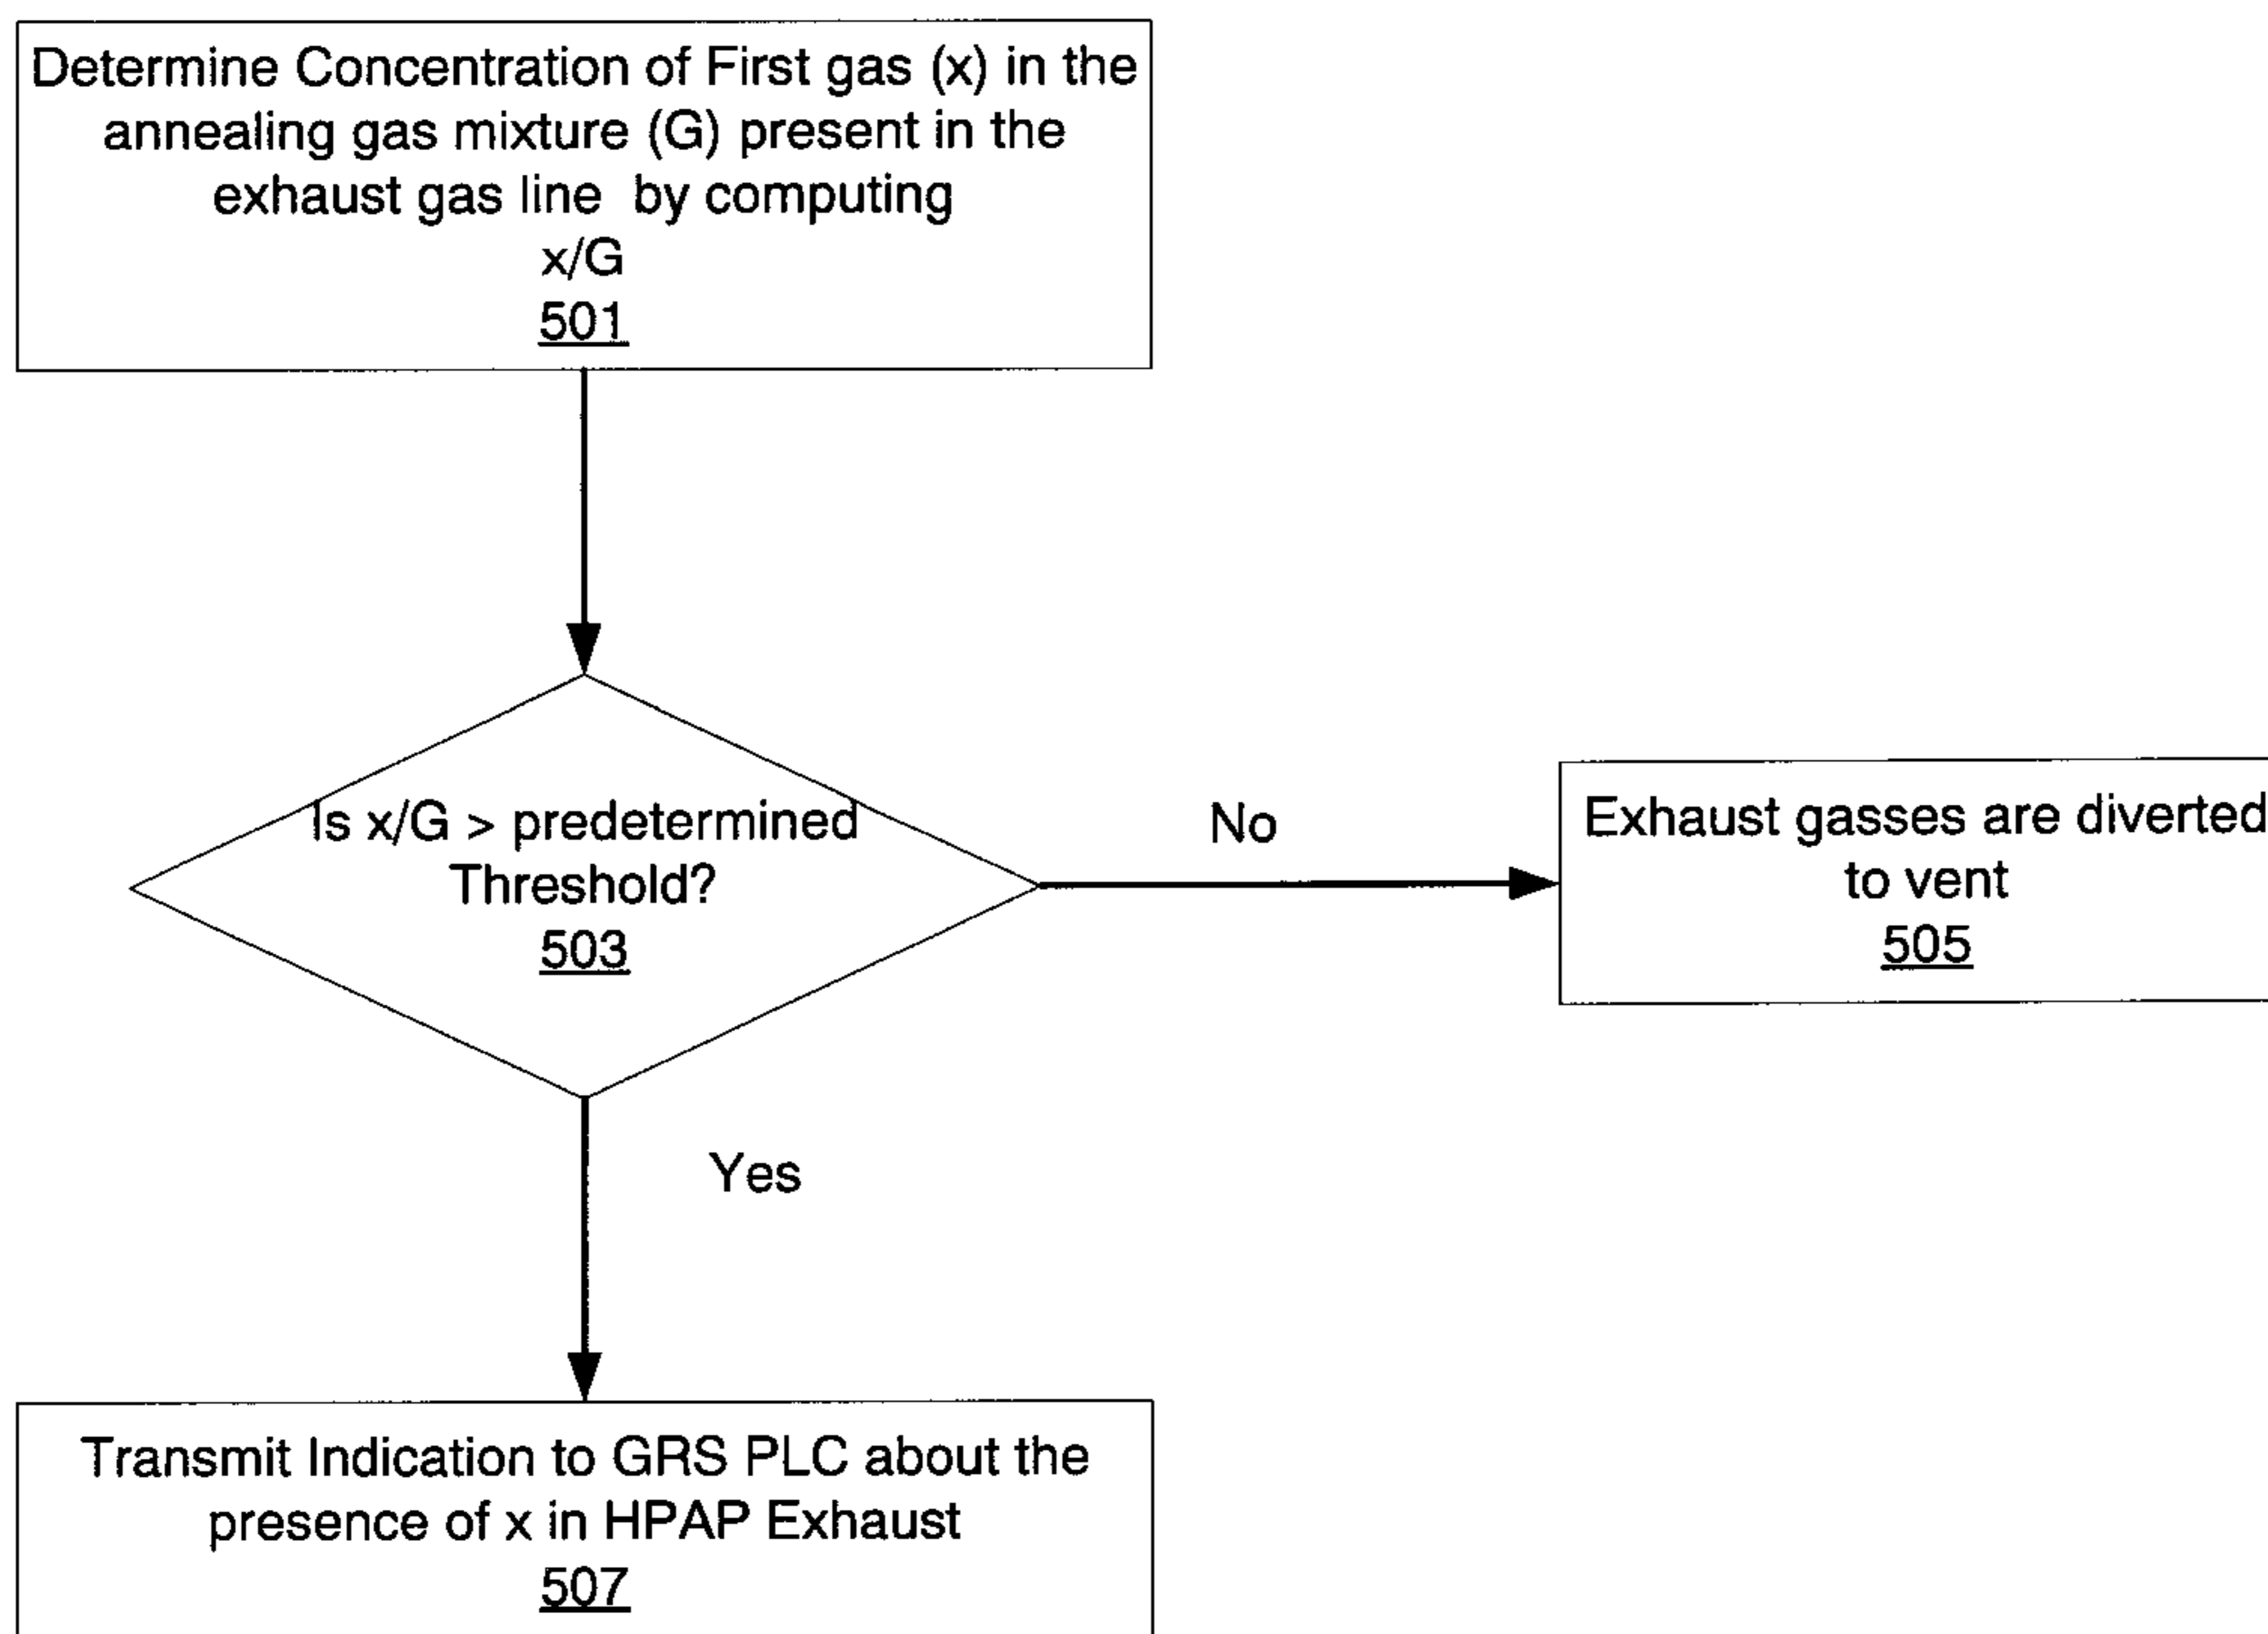 Determine Concentration of First gas (x) in the
annealing gas mixture (G) present in the
exhaust gas line by computing
x/G
501
Is x/G > predetermined
Threshold?
503
No
Exhaust gasses are diverted
to vent
505
Yes
Transmit Indication to GRS PLC about the
presence of x in HPAP Exhaust
507